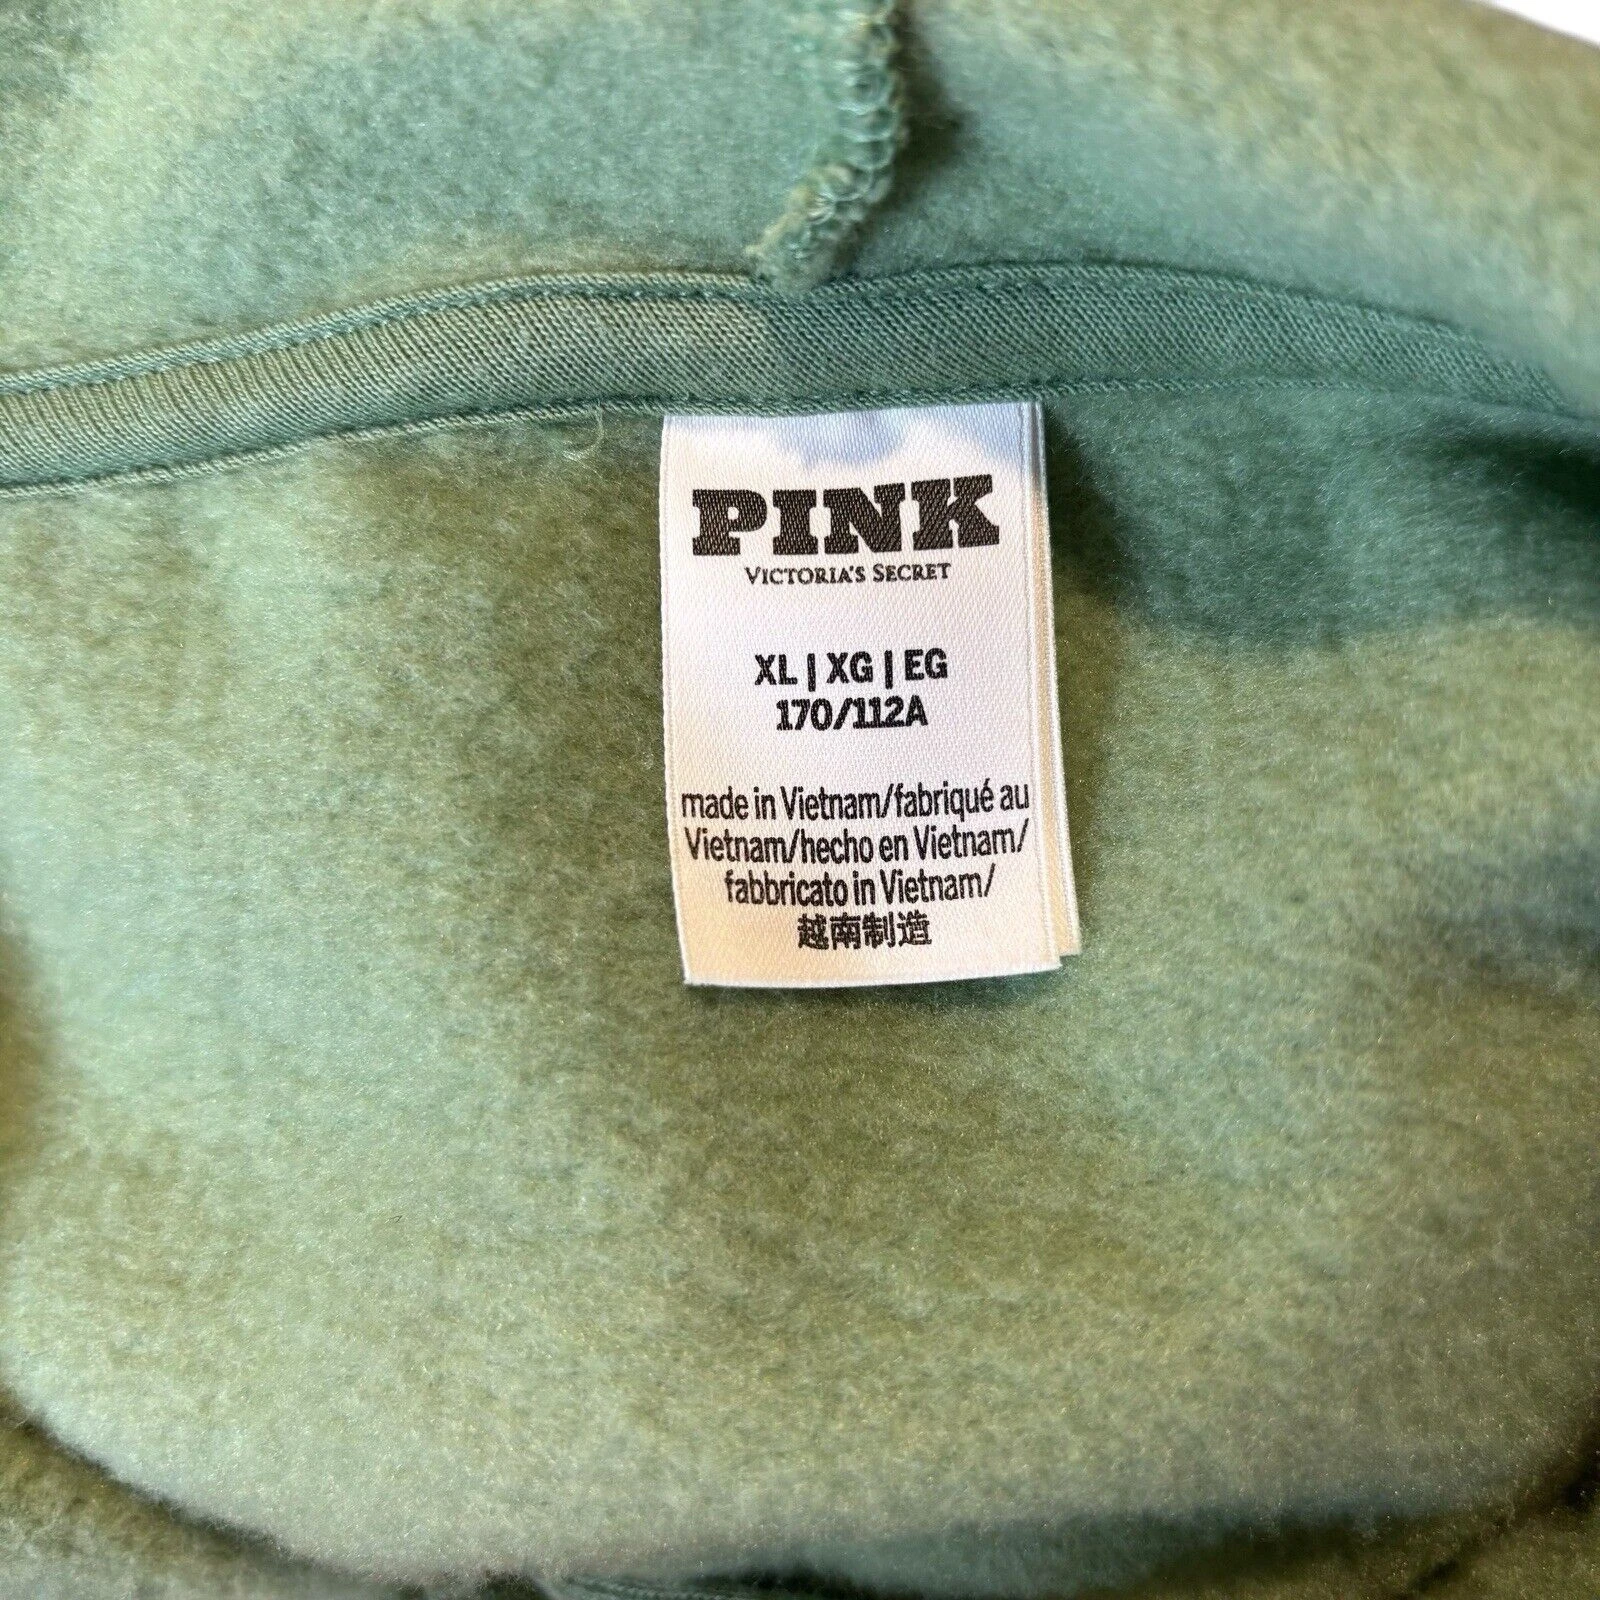 PINK
VICTORIA'S SECRET
XL | XG | EG
170/112A
made in Vietnam/fabriqué au
Vietnam/hecho en Vietnam/
fabbricato in Vietnam/
越南制造